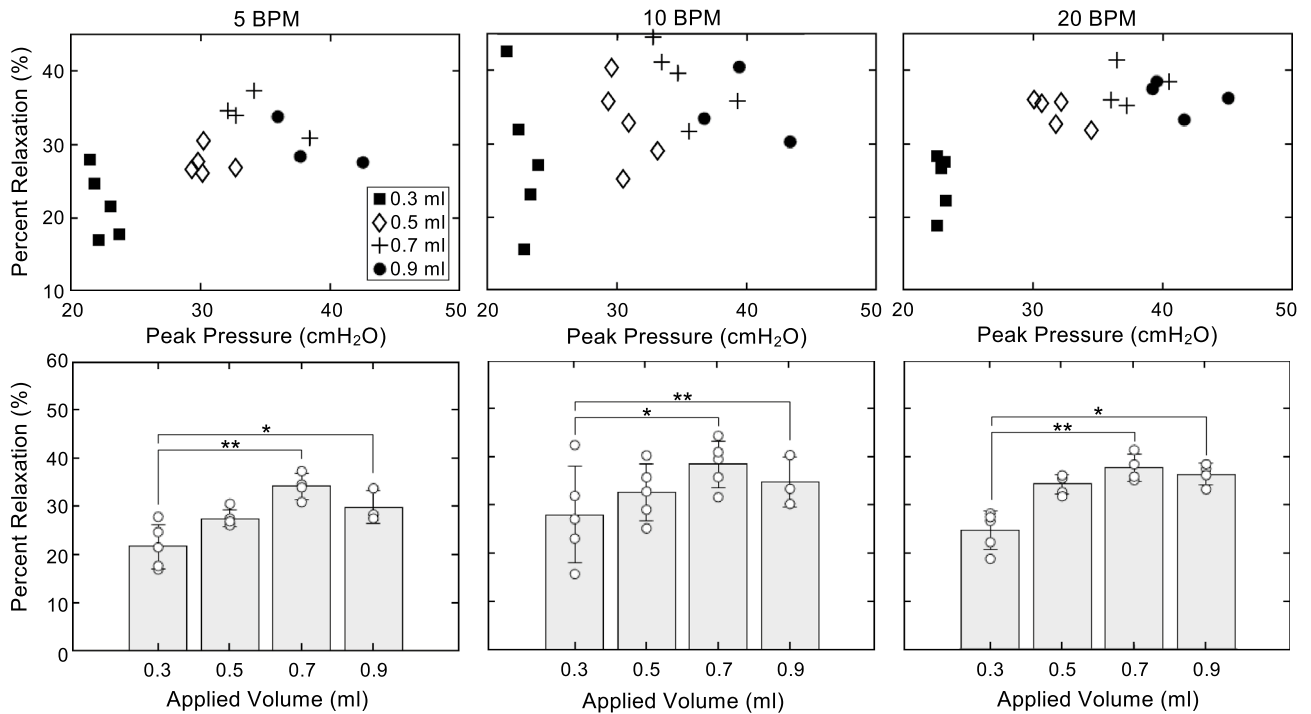 5 BPM
10 BPM
20 BPM
Percent Relaxation (%)
40
30
20
10
0.3 ml
0.5 ml
0.7 ml
0.9 ml
20 30 40 50
20 30 40 50
20 30 40 50
Peak Pressure (cmH₂O)
Peak Pressure (cmH₂O)
Peak Pressure (cmH₂O)
Percent Relaxation (%)
60
50
40
30
20
10
0
*
**
**
*
*
**
0.3 0.5 0.7 0.9
0.3 0.5 0.7 0.9
0.3 0.5 0.7 0.9
Applied Volume (ml)
Applied Volume (ml)
Applied Volume (ml)